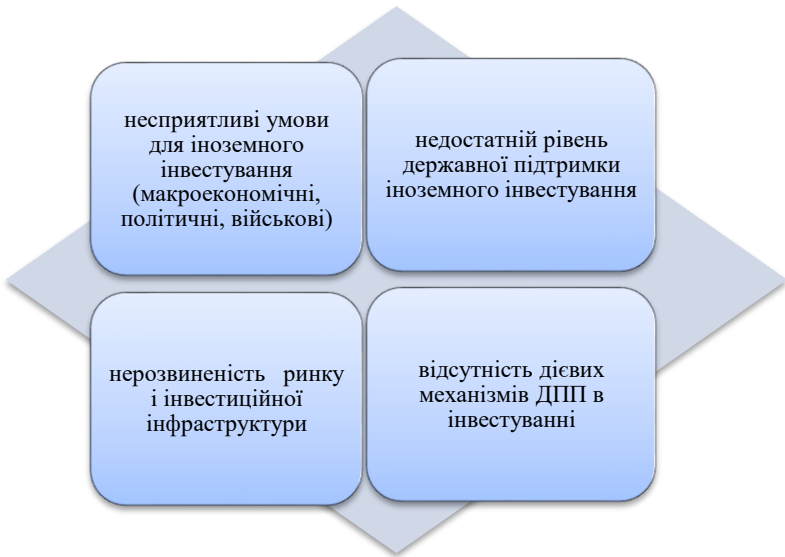 несприятливі умови
для іноземного
інвестування
(макроекономічні,
політичні, військові)
недостатній рівень
державної підтримки
іноземного інвестування
нерозвиненість ринку
і інвестиційної
інфраструктури
відсутність дієвих
механізмів ДПП в
інвестуванні